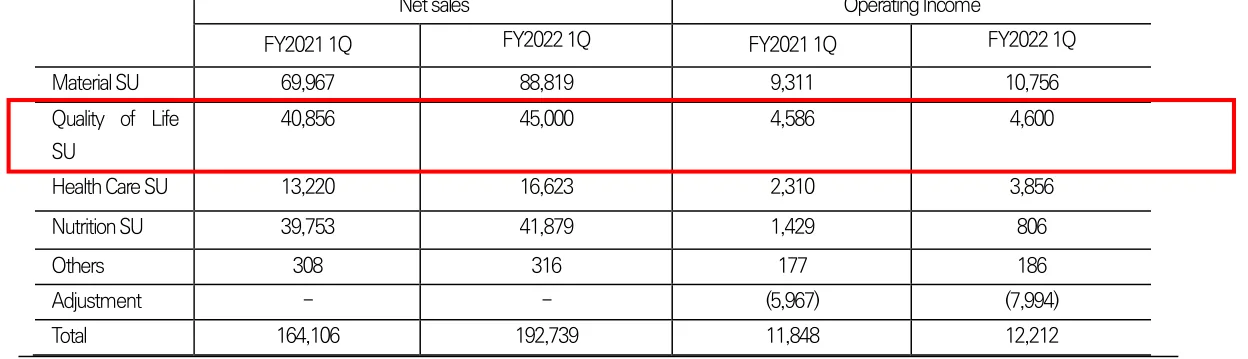 Net sales Operating Income
FY2021 1Q FY2022 1Q FY2021 1Q FY2022 1Q
Material SU 69,967 88,819 9,311 10,756
Quality of Life 40,856 45,000 4,586 4,600
SU
Health Care SU 13,220 16,623 2,310 3,856
Nutrition SU 39,753 41,879 1,429 806
Others 308 316 177 186
Adjustment – – (5,967) (7,994)
Total 164,106 192,739 11,848 12,212